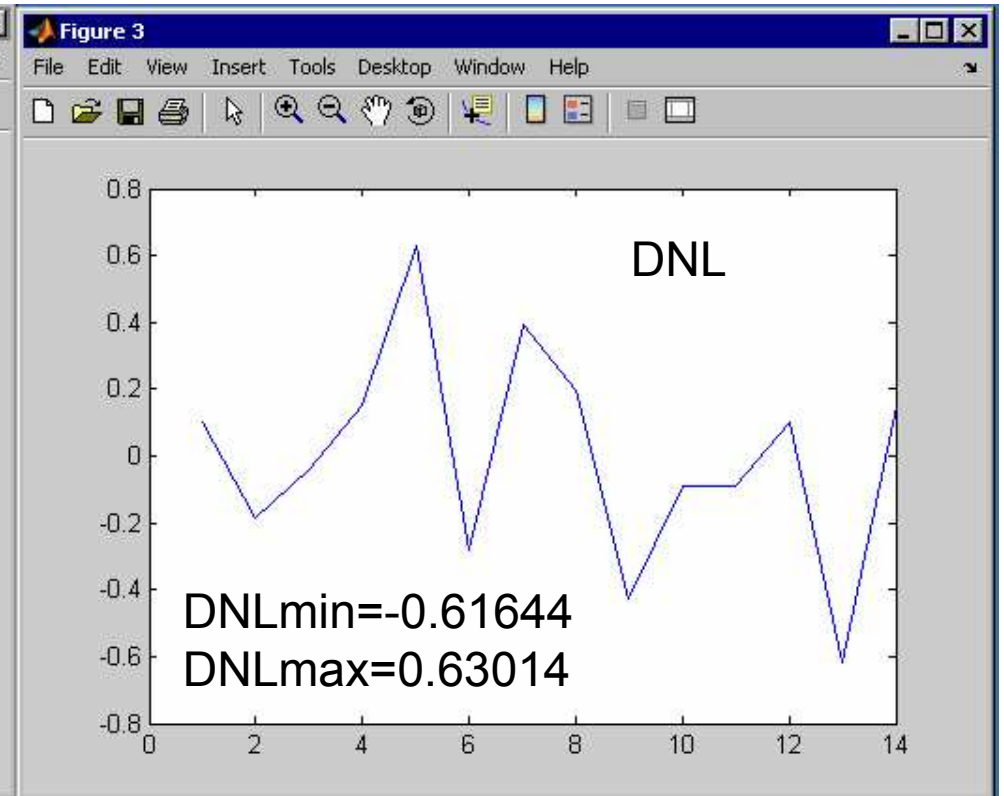 Figure 3
File Edit View Insert Tools Desktop Window Help
0.8
0.6
0.4
0.2
0
-0.2
-0.4
-0.6
-0.8
DNL
DNLmin=-0.61644
DNLmax=0.63014
0 2 4 6 8 10 12 14